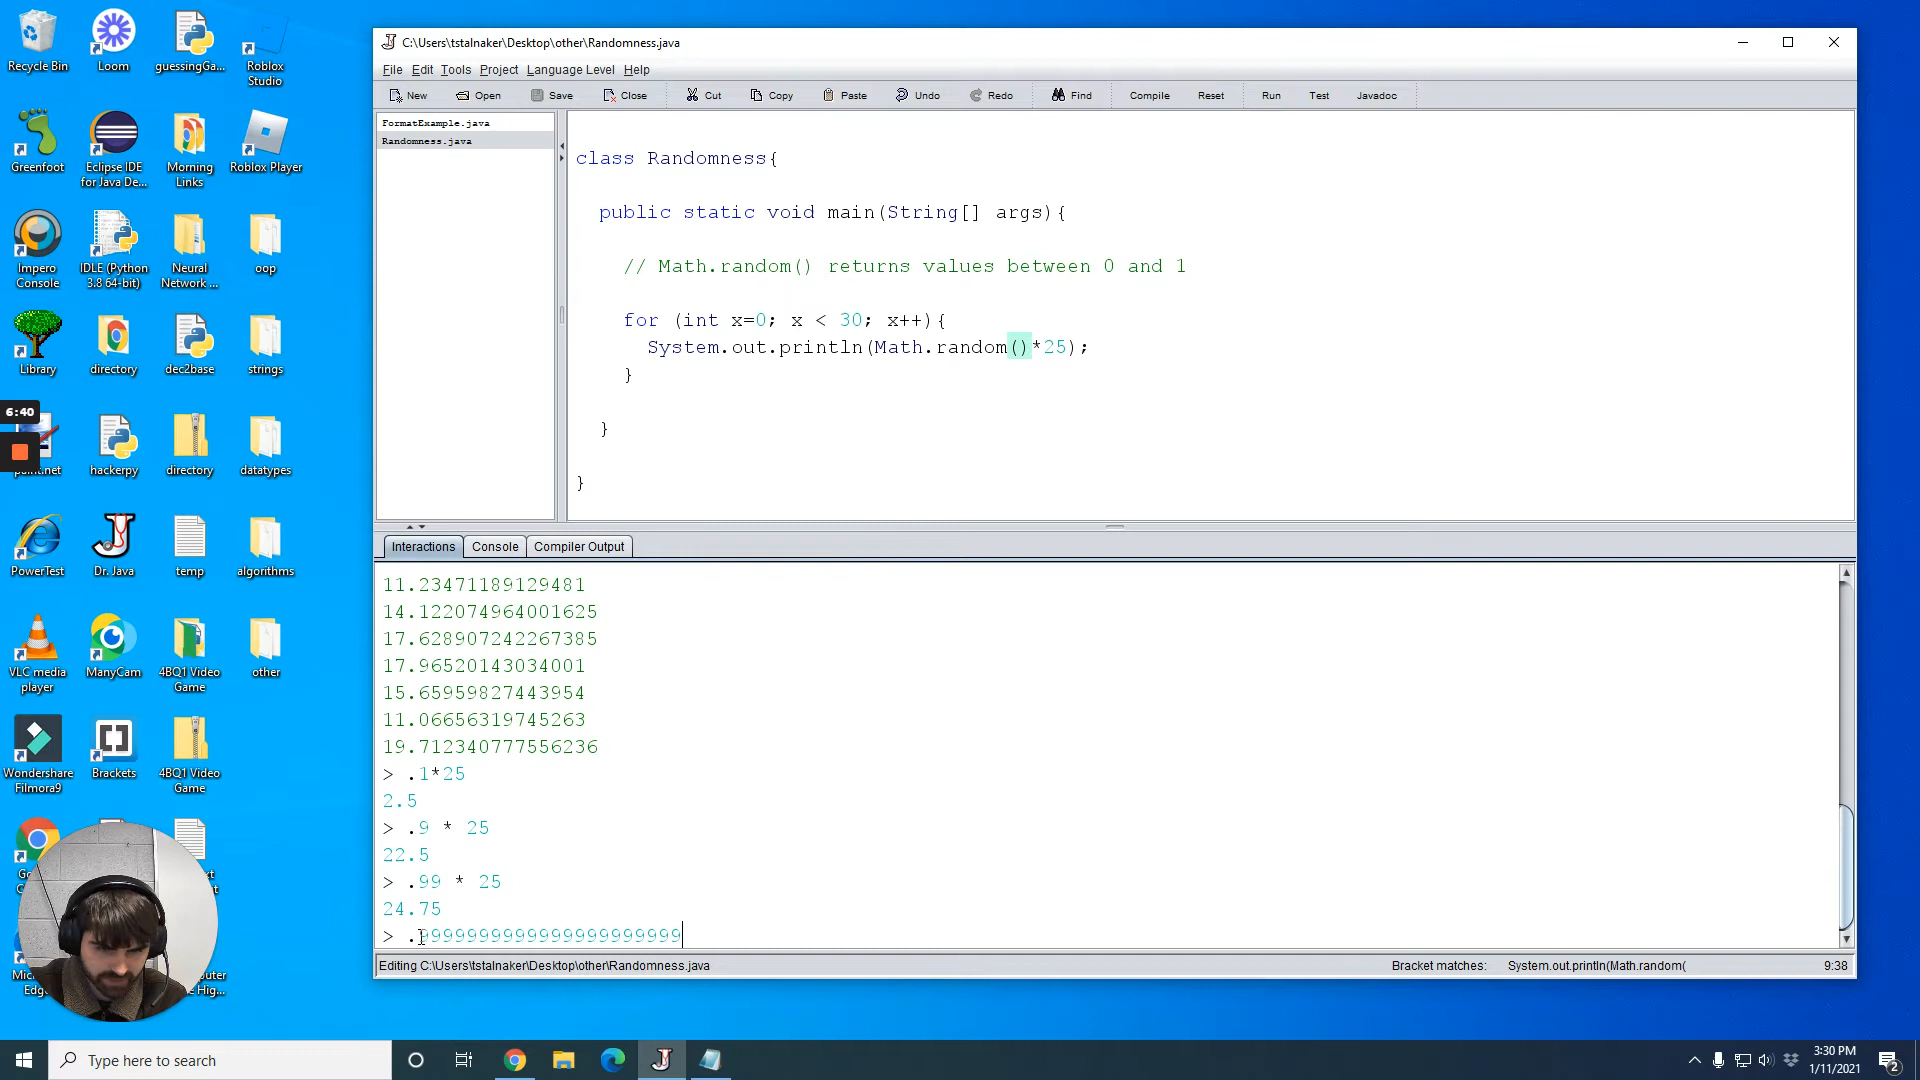 Recycle Bin
Loom
guessingGa...
Roblox Studio
Greenfoot
Eclipse IDE for Java De...
Morning Links
Roblox Player
Impero Console
IDLE (Python 3.8 64-bit)
Neural Network ...
oop
Library
directory
dec2base
strings
6:40
paint.net
hackerpy
directory
datatypes
PowerTest
Dr. Java
temp
algorithms
VLC media player
ManyCam
4BQ1 Video Game
other
Wondershare Filmora9
Brackets
4BQ1 Video Game
C:\Users\tstalnaker\Desktop\other\Randomness.java
File Edit Tools Project Language Level Help
New Open Save Close Cut Copy Paste Undo Redo Find Compile Reset Run Test Javadoc
FormatExample.java
Randomness.java
class Randomness{
public static void main(String[] args){
// Math.random() returns values between 0 and 1
for (int x=0; x < 30; x++){
System.out.println(Math.random()*25);
}
}
}
Interactions Console Compiler Output
11.23471189129481
14.122074964001625
17.628907242267385
17.96520143034001
15.65959827443954
11.06656319745263
19.712340777556236
> .1*25
2.5
> .9 * 25
22.5
> .99 * 25
24.75
> .9999999999999999999999
Editing C:\Users\tstalnaker\Desktop\other\Randomness.java
Bracket matches: System.out.println(Math.random(
9:38
Type here to search
3:30 PM
1/11/2021
2